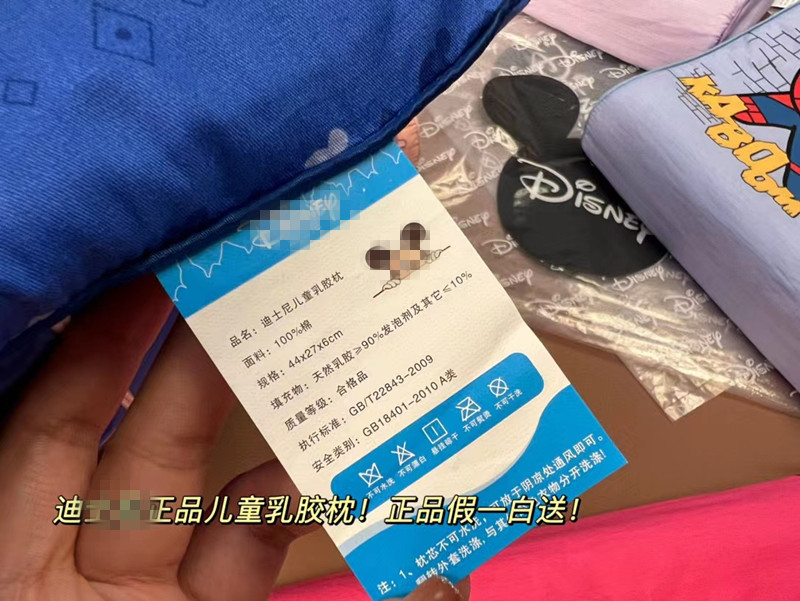 DISNEY
KABOOM
品名：迪士尼儿童乳胶枕
面料：100%棉
规格：44x27x6cm
填充物：天然乳胶≥90%发泡剂及其它≤10%
质量等级：合格品
执行标准：GB/T22843-2009
安全类别：GB18401-2010 A类
不可水洗 不可漂白 悬挂晾干 不可熨烫 不可干洗
迪 正品儿童乳胶枕！正品假一白送！
注：1、枕芯不可水洗，可放于阴凉处通风即可。